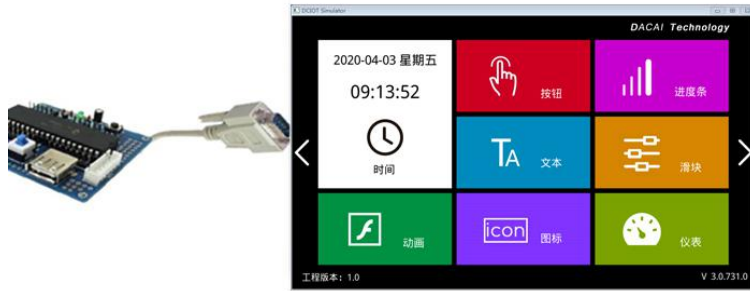 DCIOT Simulator
DACAI Technology
2020-04-03 星期五
09:13:52
时间
按钮
进度条
TA 文本
滑块
动画
icon 图标
仪表
工程版本：1.0
V 3.0.731.0